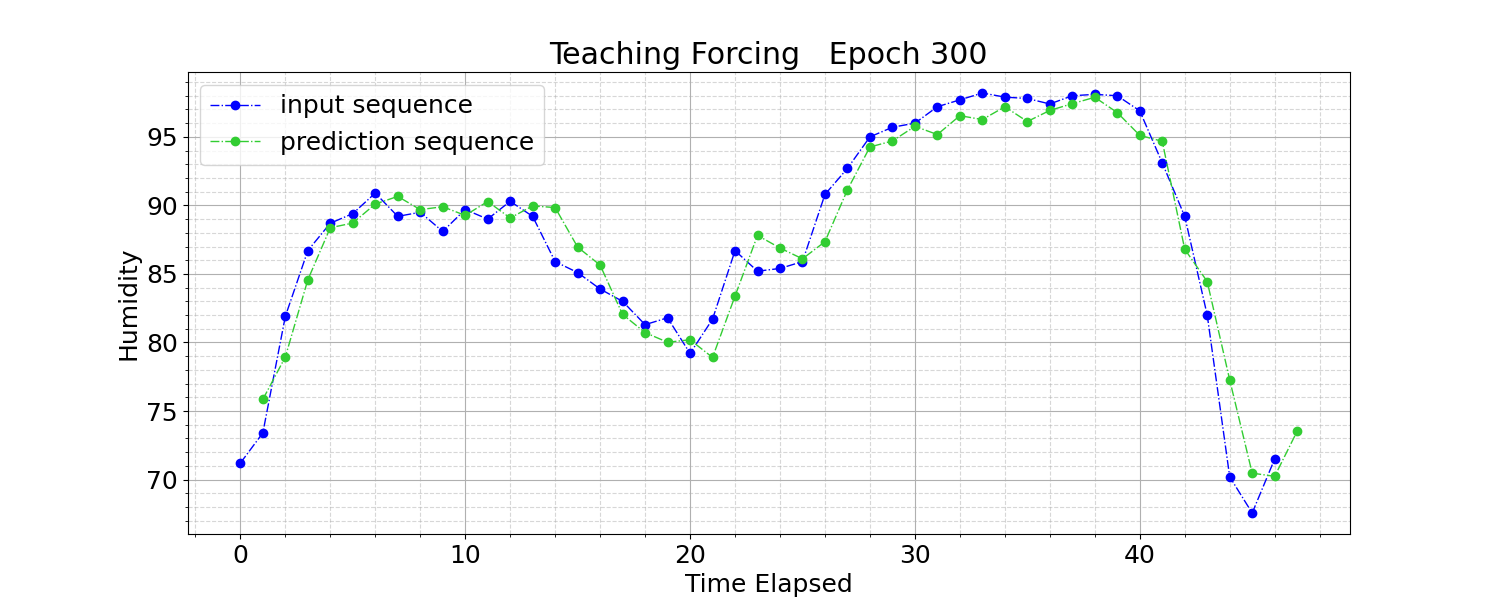 Teaching Forcing   Epoch 300
input sequence
prediction sequence
95
90
85
80
75
70
Humidity
0 10 20 30 40
Time Elapsed